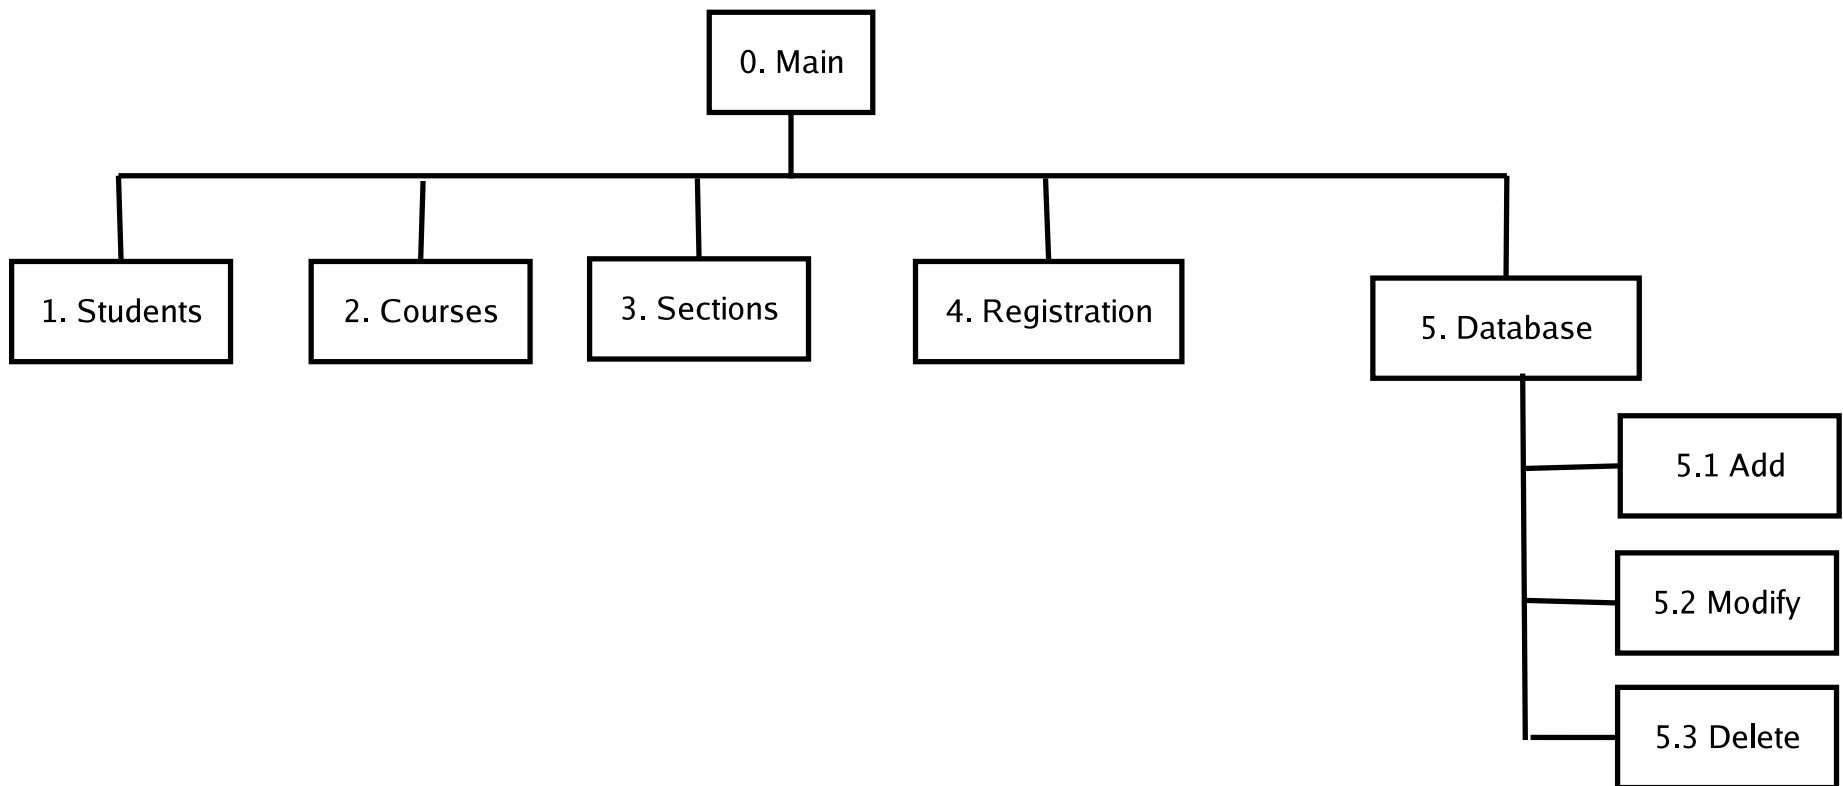 0. Main
1. Students
2. Courses
3. Sections
4. Registration
5. Database
5.1 Add
5.2 Modify
5.3 Delete